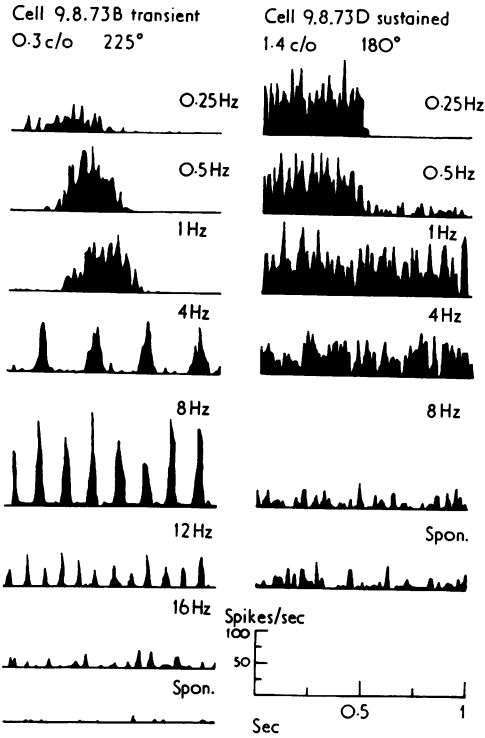 Cell 9.8.73B transient
0.3 c/o 225°
0.25Hz
0.5Hz
1Hz
4Hz
8Hz
12Hz
16Hz
Spon.
Cell 9.8.73D sustained
1.4 c/o 180°
0.25Hz
0.5Hz
1Hz
4Hz
8Hz
Spon.
Spikes/sec
100
50
0.5
1
Sec